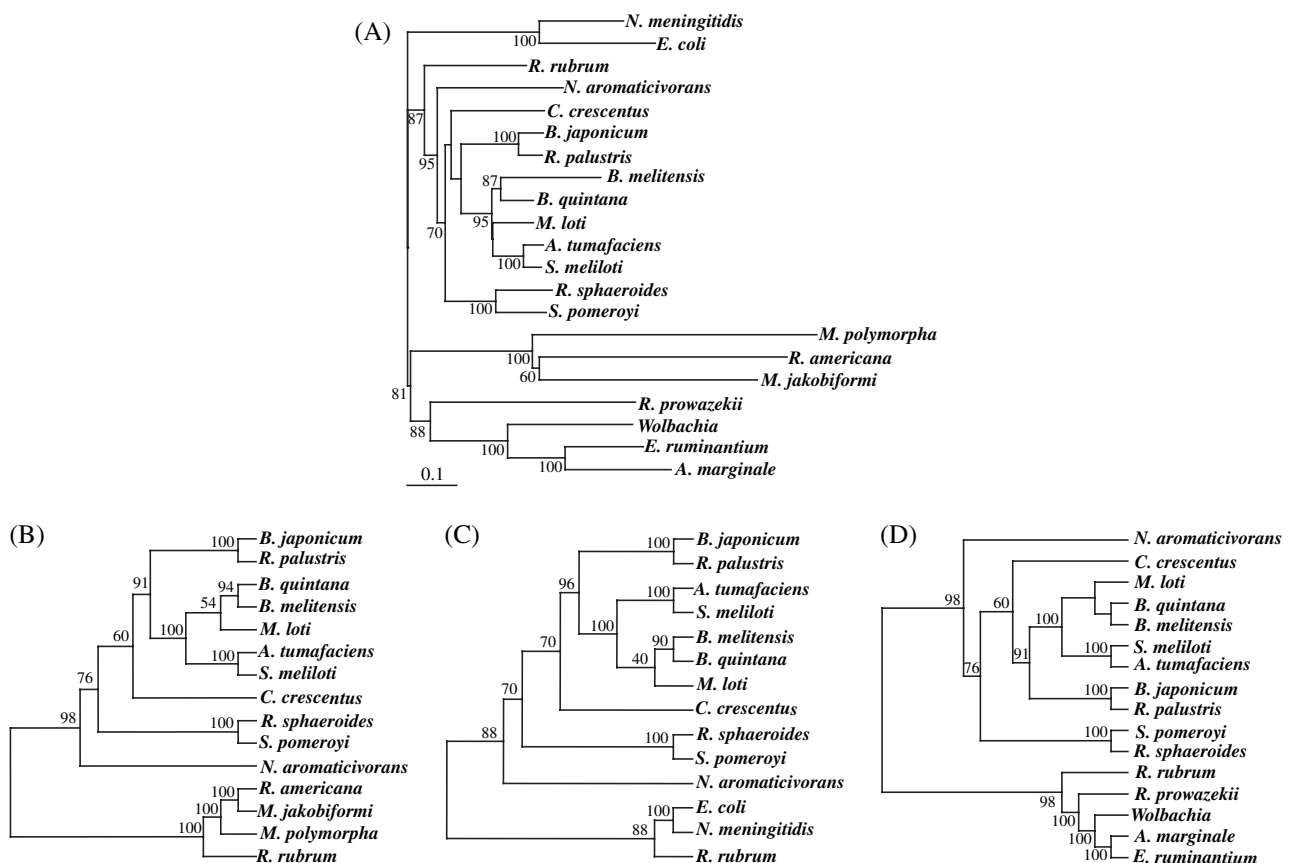 (A)
N. meningitidis
100
E. coli
R. rubrum
87
N. aromaticivorans
95
C. crescentus
100
B. japonicum
R. palustris
87
B. melitensis
B. quintana
95
M. loti
70
A. tumafaciens
100
S. meliloti
R. sphaeroides
100
S. pomeroyi
M. polymorpha
100
R. americana
60
M. jakobiformi
81
R. prowazekii
88
Wolbachia
100
E. ruminantium
100
A. marginale
0.1
(B)
100
B. japonicum
R. palustris
91
94
B. quintana
54
B. melitensis
M. loti
100
60
100
A. tumafaciens
S. meliloti
76
C. crescentus
98
100
R. sphaeroides
S. pomeroyi
N. aromaticivorans
100
R. americana
100
M. jakobiformi
100
M. polymorpha
R. rubrum
(C)
100
B. japonicum
R. palustris
96
100
A. tumafaciens
S. meliloti
100
90
B. melitensis
70
40
B. quintana
M. loti
70
C. crescentus
88
100
R. sphaeroides
S. pomeroyi
N. aromaticivorans
100
E. coli
88
N. meningitidis
R. rubrum
(D)
N. aromaticivorans
C. crescentus
98
60
M. loti
100
B. quintana
B. melitensis
100
S. meliloti
A. tumafaciens
76
91
100
B. japonicum
R. palustris
100
S. pomeroyi
R. sphaeroides
R. rubrum
98
R. prowazekii
100
Wolbachia
100
A. marginale
100
E. ruminantium